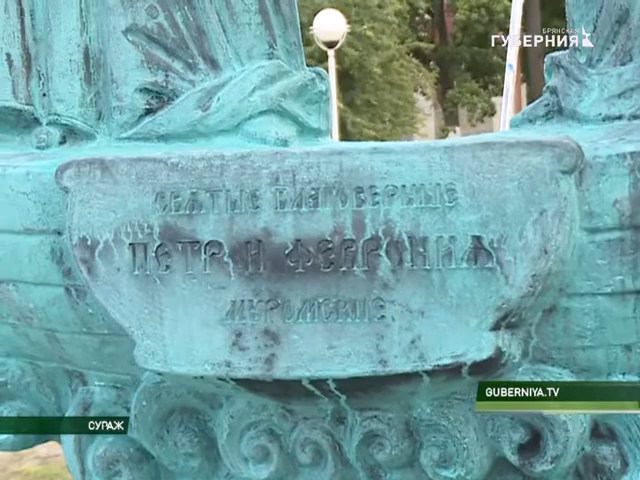 БРЯНСКАЯ
ГУБЕРНИЯ
СВЯТЫЕ БЛАГОВЕРНЫЕ
ПЕТР И ФЕВРОНИЯ
МУРОМСКИЕ
GUBERNIYA.TV
СУРАЖ